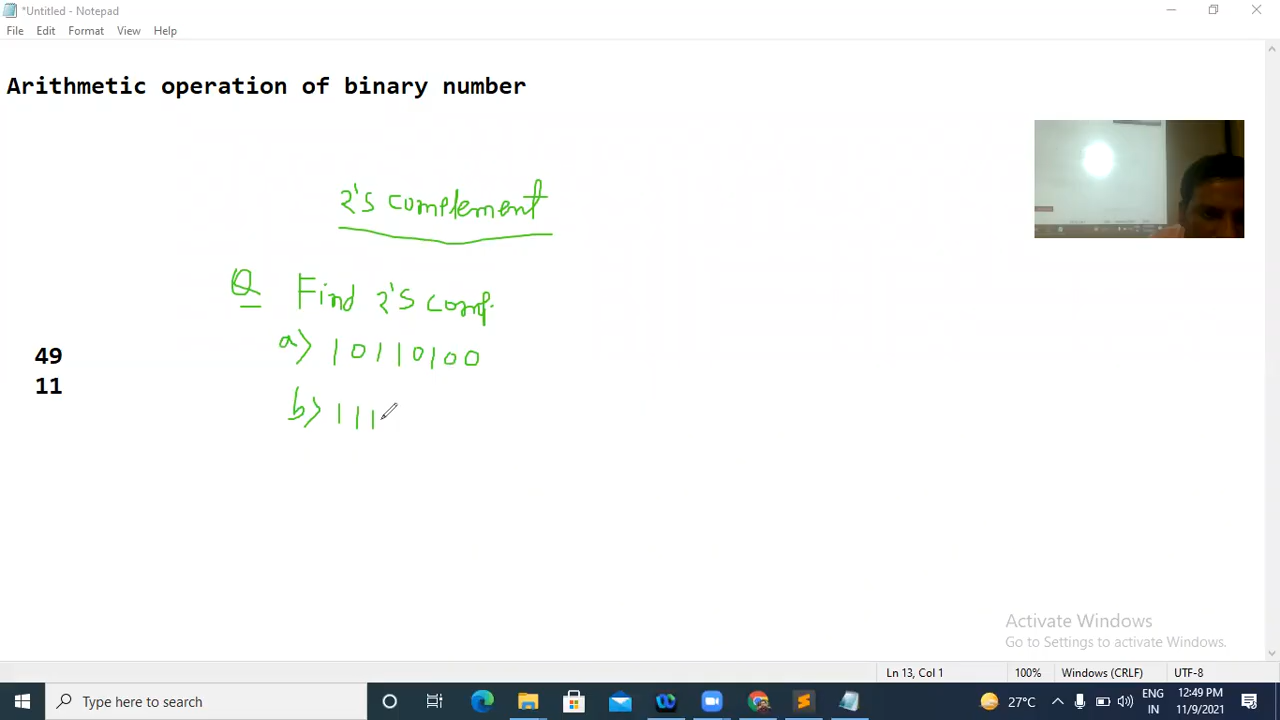 *Untitled - Notepad
File Edit Format View Help
Arithmetic operation of binary number
2's complement
Q Find 2's comp.
a) 10110100
49
11
b) 111
Activate Windows
Go to Settings to activate Windows.
Ln 13, Col 1 100% Windows (CRLF) UTF-8
Type here to search
27°C
ENG
IN
12:49 PM
11/9/2021